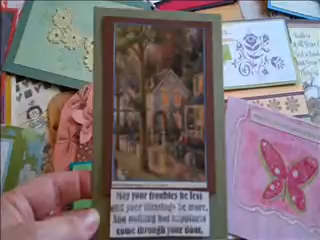 May your troubles be less
And your blessings be more,
And nothing but happiness
come through your door.